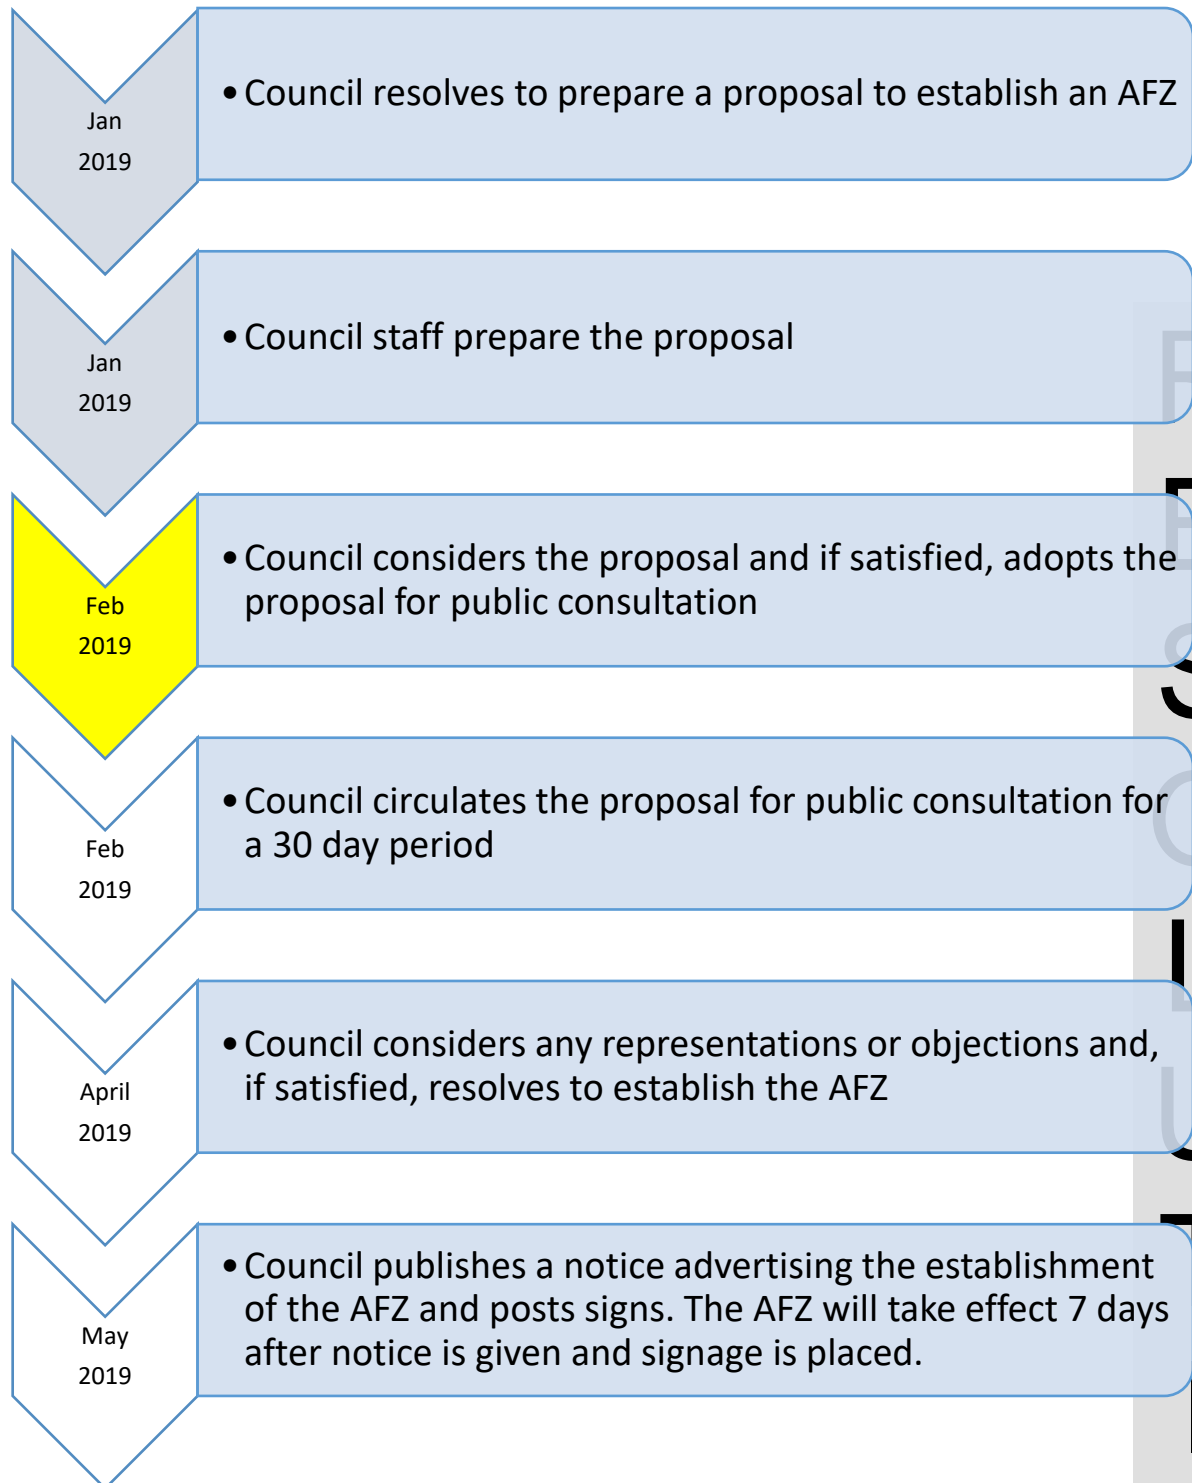 Jan
2019
• Council resolves to prepare a proposal to establish an AFZ
Jan
2019
• Council staff prepare the proposal
Feb
2019
• Council considers the proposal and if satisfied, adopts the
proposal for public consultation
Feb
2019
• Council circulates the proposal for public consultation for
a 30 day period
April
2019
• Council considers any representations or objections and,
if satisfied, resolves to establish the AFZ
May
2019
• Council publishes a notice advertising the establishment
of the AFZ and posts signs. The AFZ will take effect 7 days
after notice is given and signage is placed.